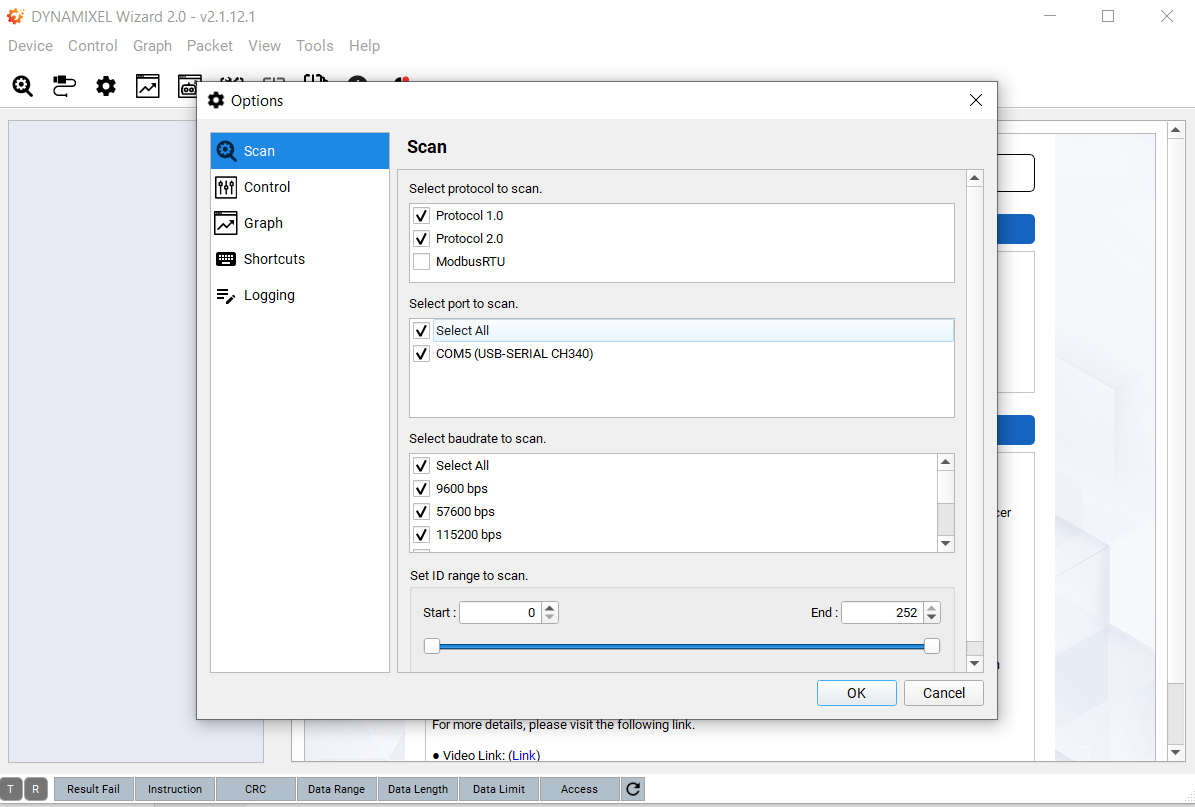 DYNAMIXEL Wizard 2.0 - v2.1.12.1
Device Control Graph Packet View Tools Help
Options
Scan
Control
Graph
Shortcuts
Logging
Scan
Select protocol to scan.
Protocol 1.0
Protocol 2.0
ModbusRTU
Select port to scan.
Select All
COM5 (USB-SERIAL CH340)
Select baudrate to scan.
Select All
9600 bps
57600 bps
115200 bps
Set ID range to scan.
Start : 0 End : 252
OK Cancel
For more details, please visit the following link.
● Video Link: (Link)
T R Result Fail Instruction CRC Data Range Data Length Data Limit Access